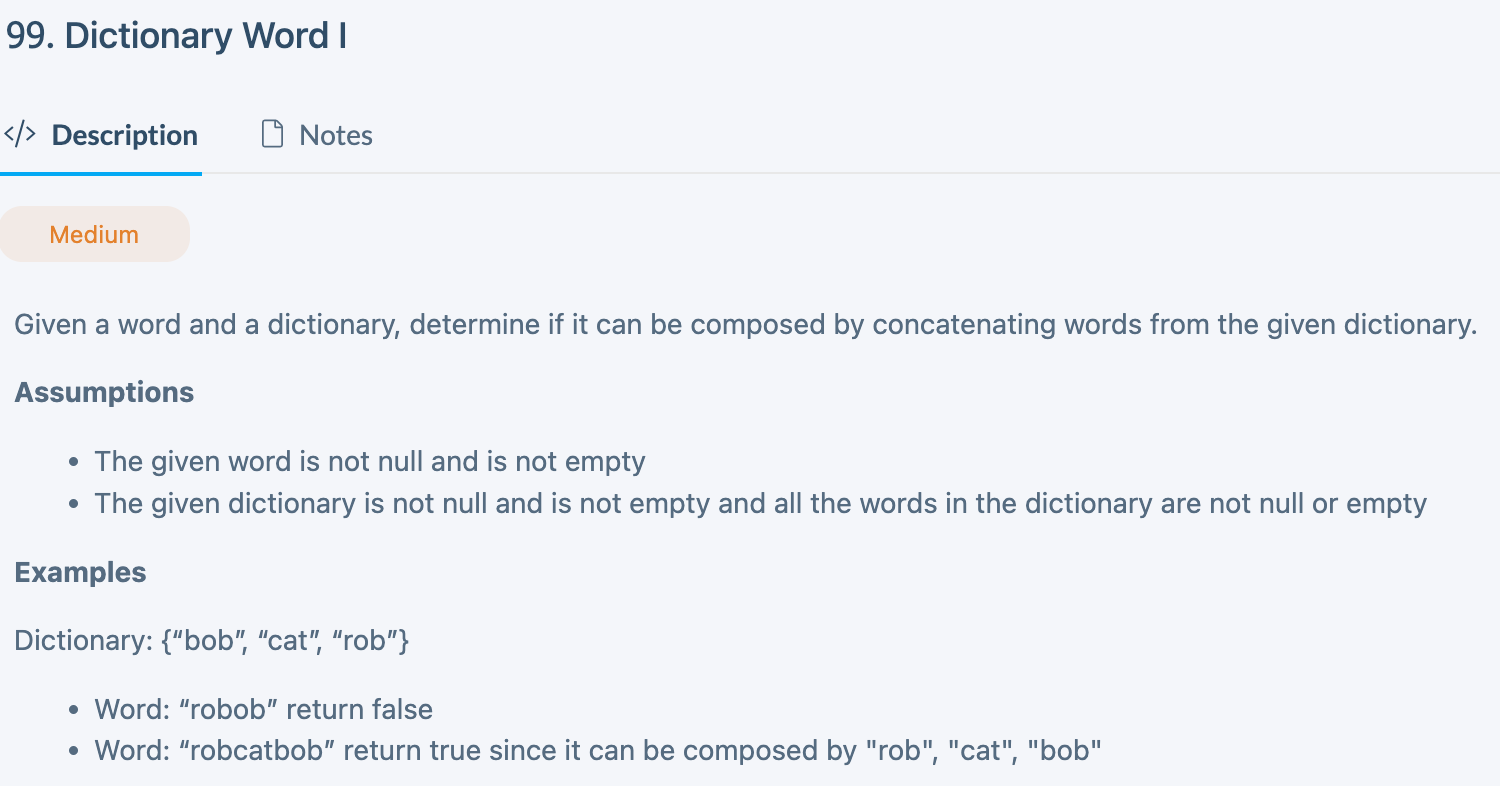 99. Dictionary Word I
</> Description Notes
Medium
Given a word and a dictionary, determine if it can be composed by concatenating words from the given dictionary.
Assumptions
• The given word is not null and is not empty
• The given dictionary is not null and is not empty and all the words in the dictionary are not null or empty
Examples
Dictionary: {“bob”, “cat”, “rob”}
• Word: “robob” return false
• Word: “robcatbob” return true since it can be composed by "rob", "cat", "bob"